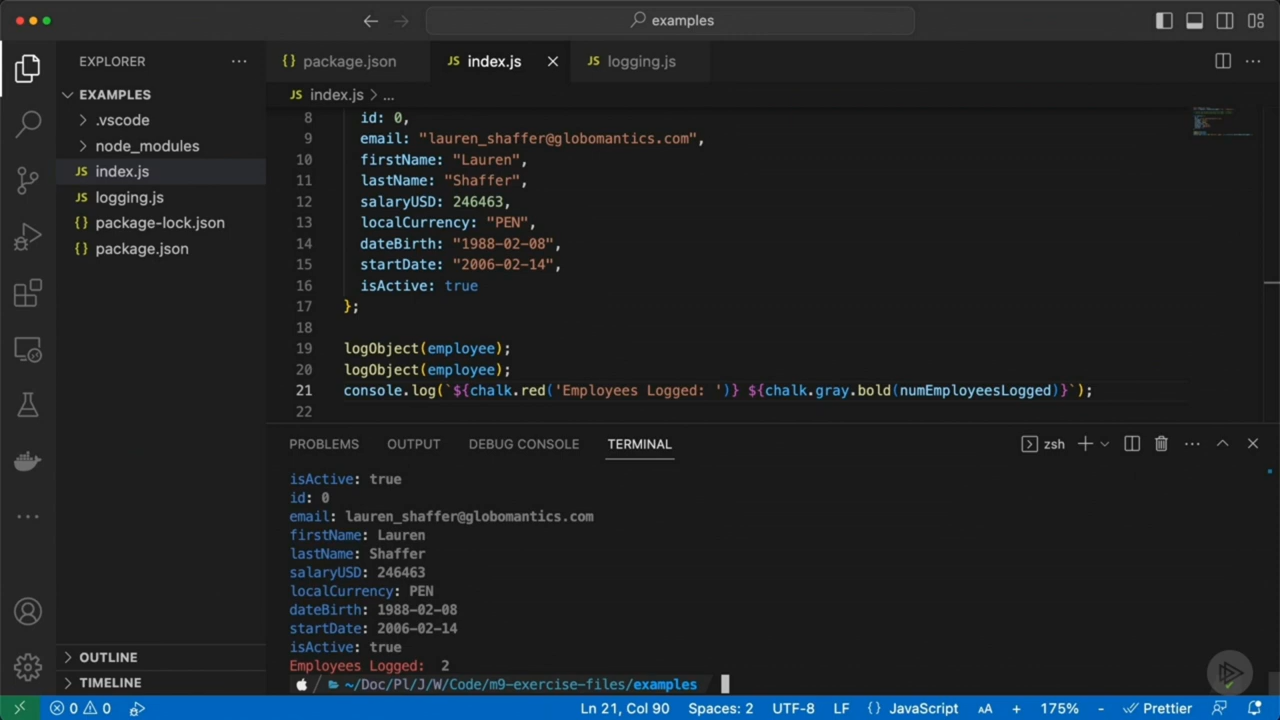 examples
EXPLORER
{} package.json
JS index.js
JS logging.js
EXAMPLES
JS index.js > ...
.vscode
node_modules
JS index.js
JS logging.js
{} package-lock.json
{} package.json
8 id: 0,
9 email: "lauren_shaffer@globomantics.com",
10 firstName: "Lauren",
11 lastName: "Shaffer",
12 salaryUSD: 246463,
13 localCurrency: "PEN",
14 dateBirth: "1988-02-08",
15 startDate: "2006-02-14",
16 isActive: true
17 };
18
19 logObject(employee);
20 logObject(employee);
21 console.log(`${chalk.red('Employees Logged: ')} ${chalk.gray.bold(numEmployeesLogged)}`);
22
PROBLEMS OUTPUT DEBUG CONSOLE TERMINAL
zsh
isActive: true
id: 0
email: lauren_shaffer@globomantics.com
firstName: Lauren
lastName: Shaffer
salaryUSD: 246463
localCurrency: PEN
dateBirth: 1988-02-08
startDate: 2006-02-14
isActive: true
Employees Logged:  2
~/Doc/Pl/J/W/Code/m9-exercise-files/examples
OUTLINE
TIMELINE
0 0
Ln 21, Col 90 Spaces: 2 UTF-8 LF {} JavaScript AA + 175% - Prettier